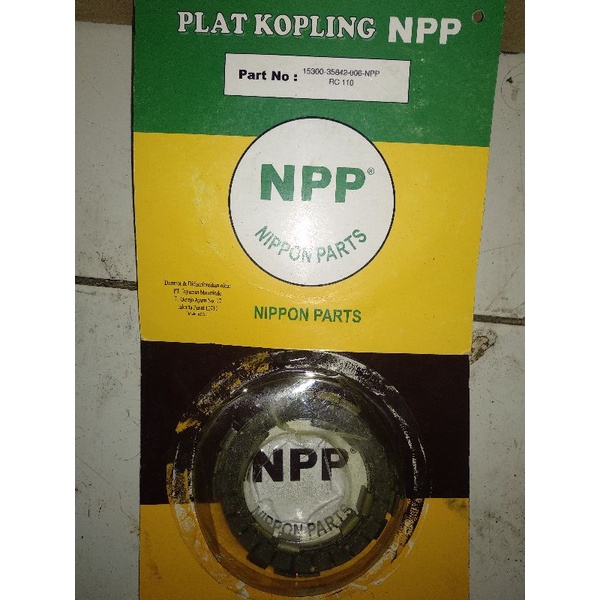 PLAT KOPLING NPP
Part No : 15300-35842-006-NPP
RC 110
NPP®
NIPPON PARTS
NIPPON PARTS
NPP
NIPPON PARTS